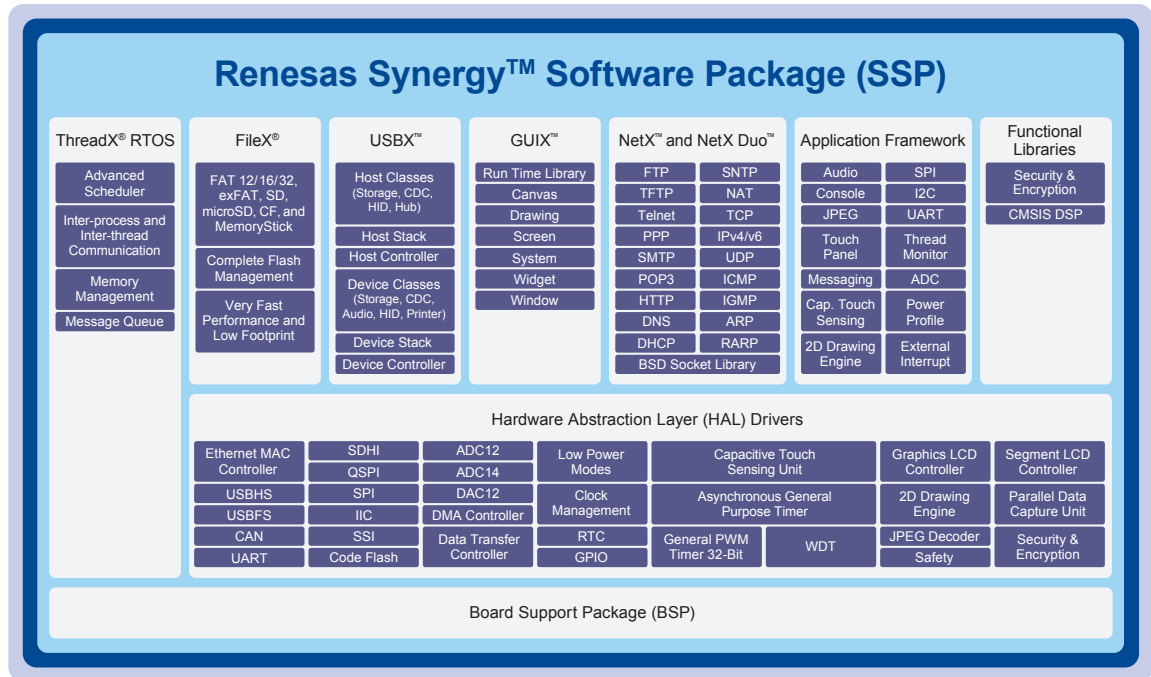 Renesas Synergy™ Software Package (SSP)
ThreadX® RTOS
Advanced
Scheduler
Inter-process and
Inter-thread
Communication
Memory
Management
Message Queue
FileX®
FAT 12/16/32,
exFAT, SD,
microSD, CF, and
MemoryStick
Complete Flash
Management
Very Fast
Performance and
Low Footprint
USBX™
Host Classes
(Storage, CDC,
HID, Hub)
Host Stack
Host Controller
Device Classes
(Storage, CDC,
Audio, HID, Printer)
Device Stack
Device Controller
GUIX™
Run Time Library
Canvas
Drawing
Screen
System
Widget
Window
NetX™ and NetX Duo™
FTP
SNTP
TFTP
NAT
Telnet
TCP
PPP
IPv4/v6
SMTP
UDP
POP3
ICMP
HTTP
IGMP
DNS
ARP
DHCP
RARP
BSD Socket Library
Application Framework
Audio
SPI
Console
I2C
JPEG
UART
Touch
Panel
Thread
Monitor
Messaging
ADC
Cap. Touch
Sensing
Power
Profile
2D Drawing
Engine
External
Interrupt
Functional
Libraries
Security &
Encryption
CMSIS DSP
Hardware Abstraction Layer (HAL) Drivers
Ethernet MAC
Controller
USBHS
USBFS
CAN
UART
SDHI
QSPI
SPI
IIC
SSI
Code Flash
ADC12
ADC14
DAC12
DMA Controller
Data Transfer
Controller
Low Power
Modes
Clock
Management
RTC
GPIO
Capacitive Touch
Sensing Unit
Asynchronous General
Purpose Timer
General PWM
Timer 32-Bit
WDT
Graphics LCD
Controller
2D Drawing
Engine
JPEG Decoder
Safety
Segment LCD
Controller
Parallel Data
Capture Unit
Security &
Encryption
Board Support Package (BSP)